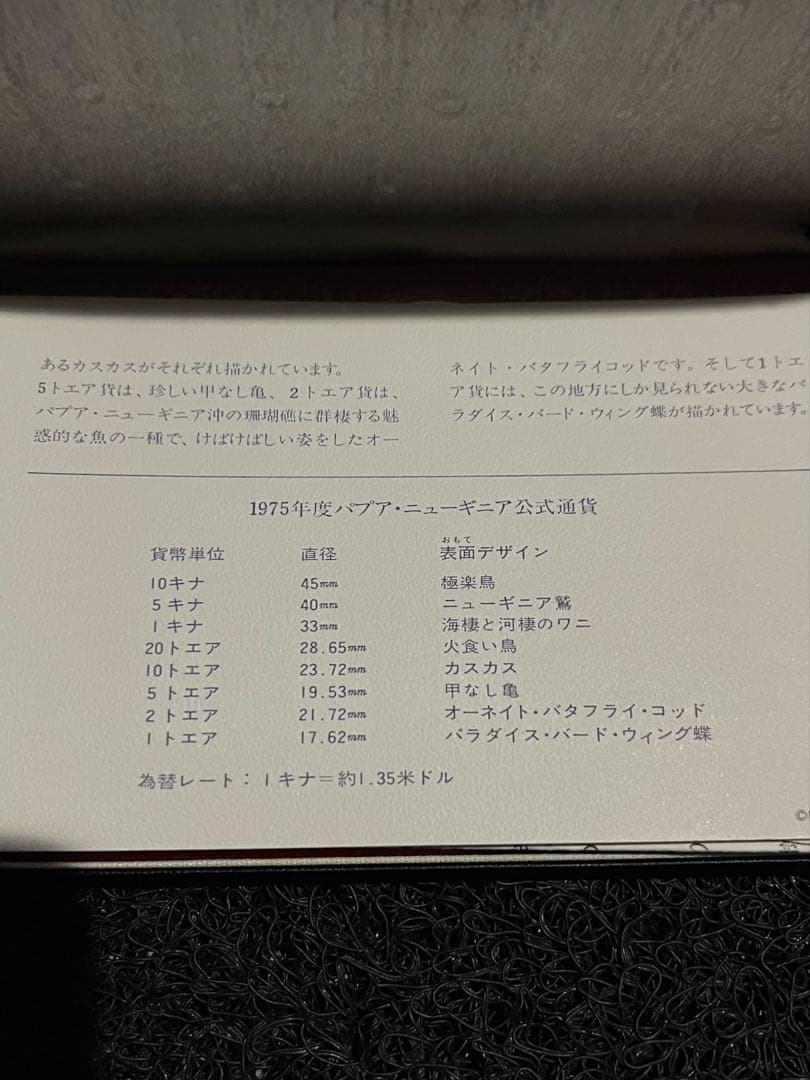 あるカスカスがそれぞれ描かれています。
5トエア貨は、珍しい甲なし亀、2トエア貨は、
パプア・ニューギニア沖の珊瑚礁に群棲する魅
惑的な魚の一種で、けばけばしい姿をしたオー
ネイト・バタフライコッドです。そして1トエ
ア貨には、この地方にしか見られない大きなパ
ラダイス・バード・ウィング蝶が描かれています。
1975年度パプア・ニューギニア公式通貨
貨幣単位 直径 表面デザイン
おもて
10キナ 45mm 極楽鳥
5キナ 40mm ニューギニア鷲
1キナ 33mm 海棲と河棲のワニ
20トエア 28.65mm 火食い鳥
10トエア 23.72mm カスカス
5トエア 19.53mm 甲なし亀
2トエア 21.72mm オーネイト・バタフライ・コッド
1トエア 17.62mm パラダイス・バード・ウィング蝶
為替レート：1キナ＝約1.35米ドル
©